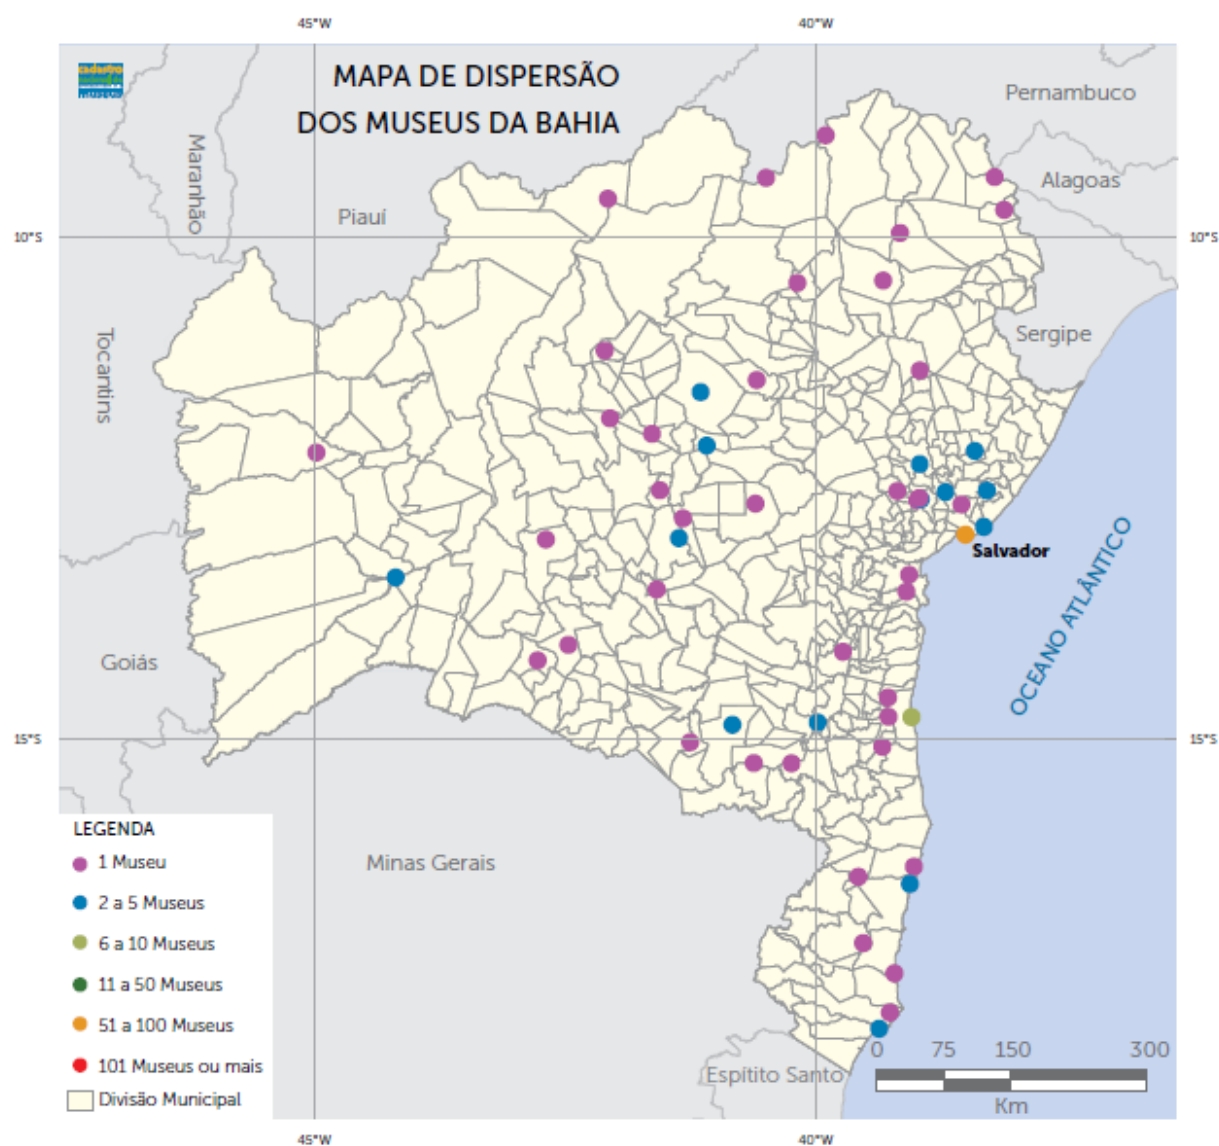 45°W
40°W
cadastro
MAPA DE DISPERSÃO
DOS MUSEUS DA BAHIA
Pernambuco
Maranhão
Alagoas
Piauí
10°S
10°S
Tocantins
Sergipe
Salvador
OCEANO ATLÂNTICO
Goiás
15°S
15°S
LEGENDA
1 Museu
2 a 5 Museus
6 a 10 Museus
11 a 50 Museus
51 a 100 Museus
101 Museus ou mais
Divisão Municipal
Minas Gerais
Espítito Santo
0 75 150 300
Km
45°W
40°W